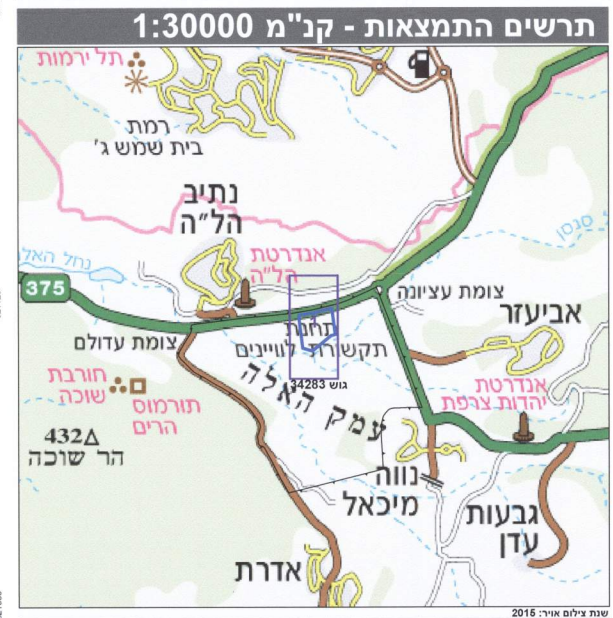 תרשים התמצאות - קנ"מ 1:30000
תל ירמות
רמת
בית שמש ג'
נתיב
הל"ה
אנדרטת
הל"ה
סנסן
נחל האלה
375
צומת עציונה
אביעזר
צומת עדולם
תחנת
תקשורת לוויינים
גוש 34283
עמק האלה
אנדרטת
יהדות צרפת
חורבת
שוכה
תורמוס
הרים
432
הר שוכה
נווה
מיכאל
גבעות
עדן
אדרת
שנת צילום אויר: 2015